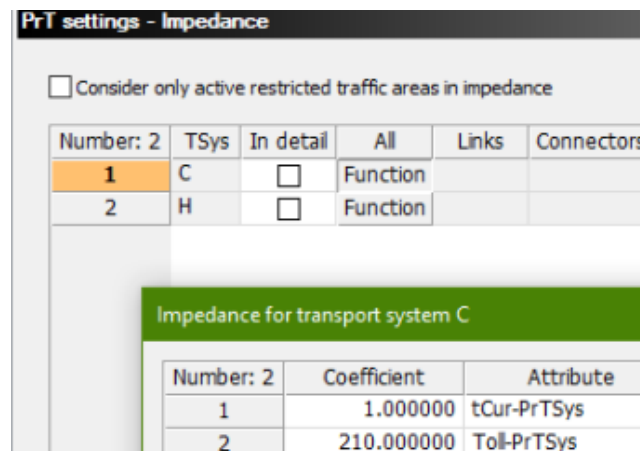 PrT settings - Impedance
Consider only active restricted traffic areas in impedance
Number: 2 TSys In detail All Links Connectors
1 C Function
2 H Function
Impedance for transport system C
Number: 2 Coefficient Attribute
1 1.000000 tCur-PrTSys
2 210.000000 Toll-PrTSys